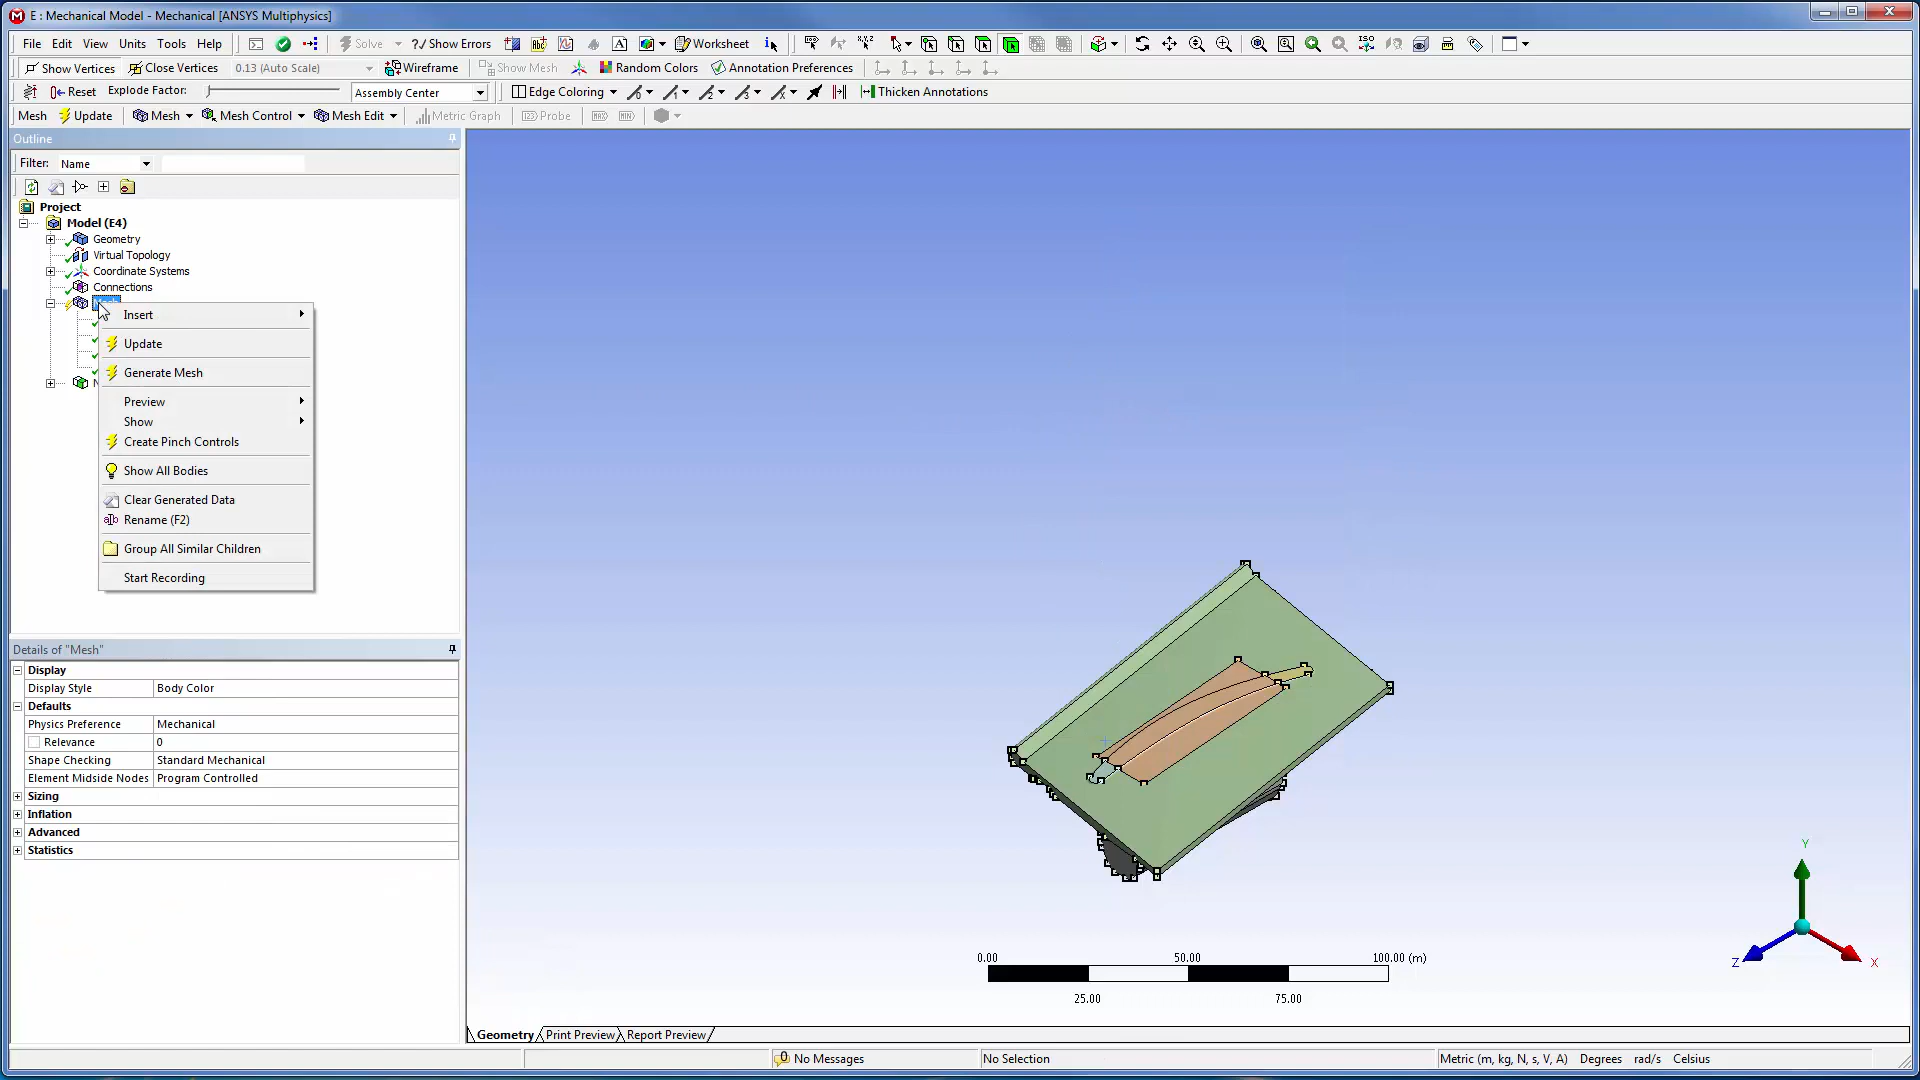 E : Mechanical Model - Mechanical [ANSYS Multiphysics]
File Edit View Units Tools Help Solve ?/ Show Errors Worksheet
Show Vertices Close Vertices 0.13 (Auto Scale) Wireframe Show Mesh Random Colors Annotation Preferences
Reset Explode Factor: Assembly Center Edge Coloring Thicken Annotations
Mesh Update Mesh Mesh Control Mesh Edit Metric Graph Probe
Outline
Filter: Name
Project
Model (E4)
Geometry
Virtual Topology
Coordinate Systems
Connections
Insert
Update
Generate Mesh
Preview
Show
Create Pinch Controls
Show All Bodies
Clear Generated Data
Rename (F2)
Group All Similar Children
Start Recording
Details of "Mesh"
Display
Display Style Body Color
Defaults
Physics Preference Mechanical
Relevance 0
Shape Checking Standard Mechanical
Element Midside Nodes Program Controlled
Sizing
Inflation
Advanced
Statistics
Y
Z X
0.00 50.00 100.00 (m)
25.00 75.00
Geometry Print Preview Report Preview
No Messages No Selection Metric (m, kg, N, s, V, A) Degrees rad/s Celsius